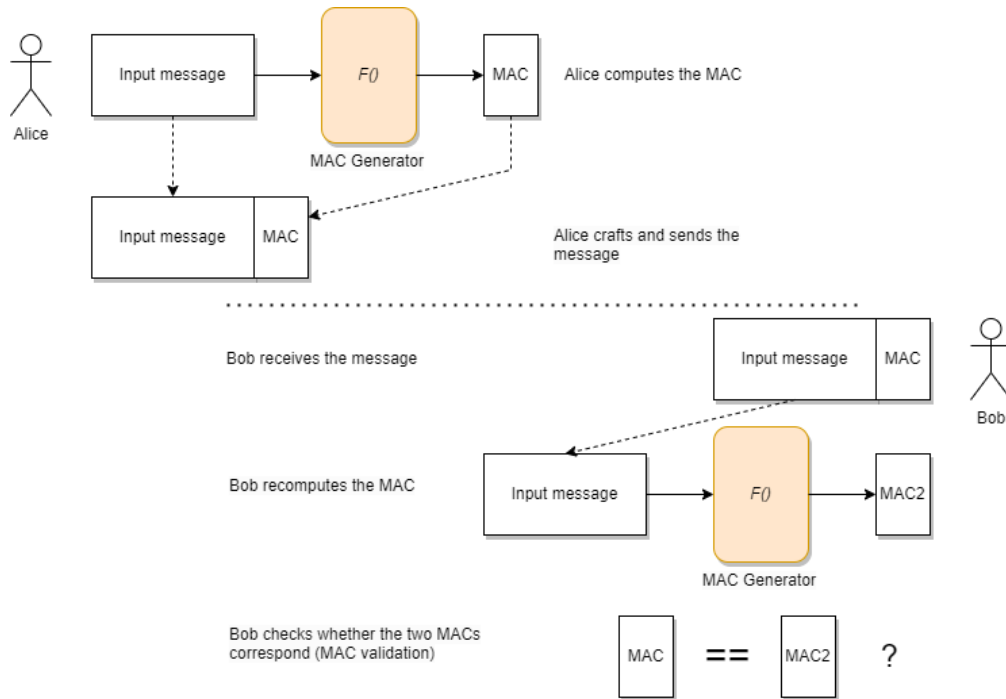 Input message
F()
MAC
Alice computes the MAC
Alice
MAC Generator
Input message
MAC
Alice crafts and sends the
message
Bob receives the message
Input message
MAC
Bob
Bob recomputes the MAC
Input message
F()
MAC2
MAC Generator
Bob checks whether the two MACs
correspond (MAC validation)
MAC
==
MAC2
?